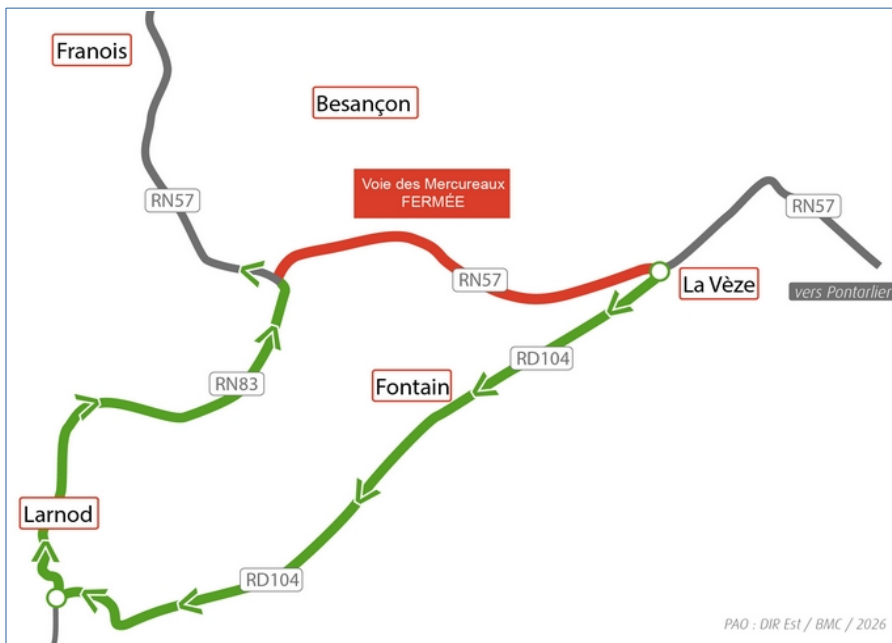 Franois
Besançon
Voie des Mercureaux
FERMÉE
RN57
RN57
RN57
La Vèze
vers Pontarlier
RD104
RN83
Fontain
Larnod
RD104
PAO : DIR Est / BMC / 2026